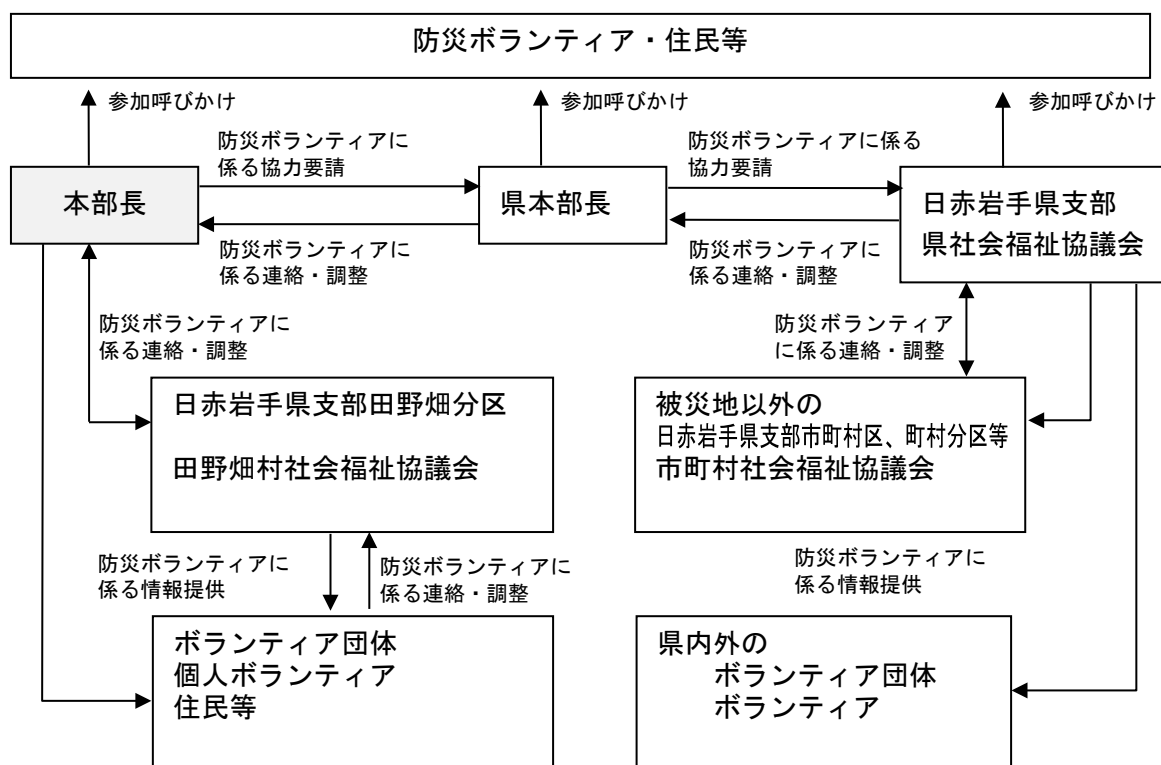 防災ボランティア・住民等
参加呼びかけ
参加呼びかけ
参加呼びかけ
防災ボランティアに
係る協力要請
防災ボランティアに係る
協力要請
本部長
県本部長
日赤岩手県支部
県社会福祉協議会
防災ボランティアに
係る連絡・調整
防災ボランティアに
係る連絡・調整
防災ボランティアに
係る連絡・調整
防災ボランティア
に係る連絡・調整
日赤岩手県支部田野畑分区
田野畑村社会福祉協議会
被災地以外の
日赤岩手県支部市町村区、町村分区等
市町村社会福祉協議会
防災ボランティアに
係る情報提供
防災ボランティアに
係る連絡・調整
防災ボランティアに
係る情報提供
ボランティア団体
個人ボランティア
住民等
県内外の
ボランティア団体
ボランティア